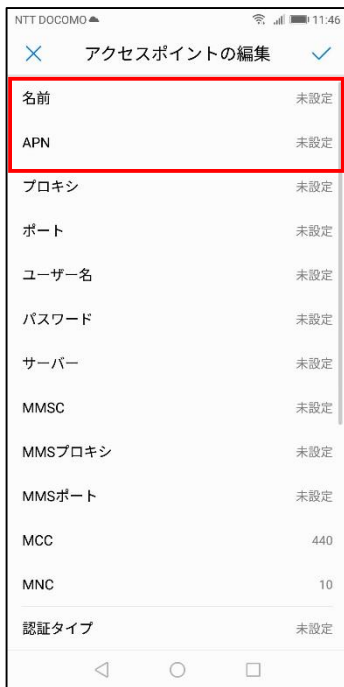 NTT DOCOMO 11:46
アクセスポイントの編集
名前 未設定
APN 未設定
プロキシ 未設定
ポート 未設定
ユーザー名 未設定
パスワード 未設定
サーバー 未設定
MMSC 未設定
MMSプロキシ 未設定
MMSポート 未設定
MCC 440
MNC 10
認証タイプ 未設定